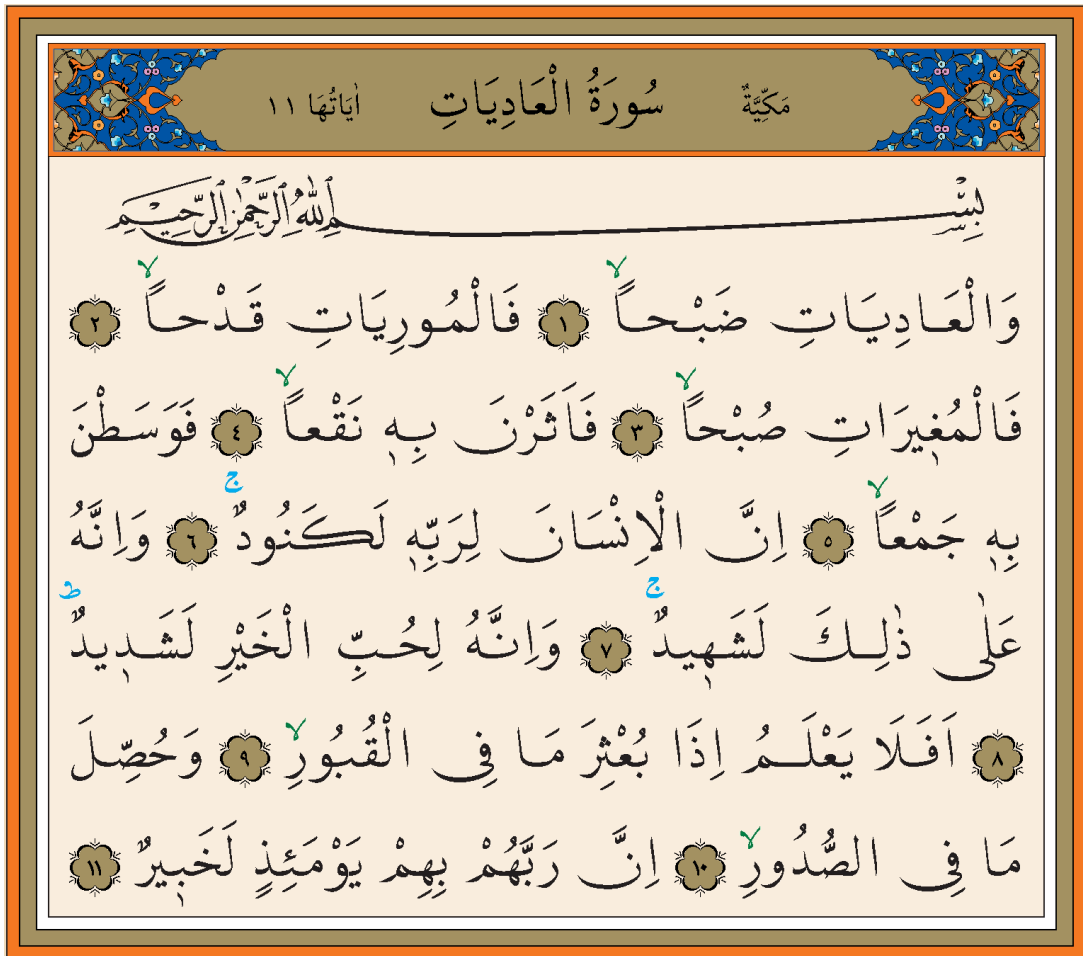 مَكِّيَّةٌ سُورَةُ الْعَادِيَاتِ اٰيَاتُهَا ١١
بِسْمِ اللّٰهِ الرَّحْمٰنِ الرَّحِيمِ
وَالْعَادِيَاتِ ضَبْحاًۙ ١ فَالْمُورِيَاتِ قَدْحاًۙ ٢
فَالْمُغٖيرَاتِ صُبْحاًۙ ٣ فَاَثَرْنَ بِهٖ نَقْعاًۙ ٤ فَوَسَطْنَ
بِهٖ جَمْعاًۙ ٥ اِنَّ الْاِنْسَانَ لِرَبِّهٖ لَكَنُودٌۚ ٦ وَاِنَّهُ
عَلٰى ذٰلِكَ لَشَهٖيدٌۚ ٧ وَاِنَّهُ لِحُبِّ الْخَيْرِ لَشَدٖيدٌؕ
٨ اَفَلَا يَعْلَمُ اِذَا بُعْثِرَ مَا فِى الْقُبُورِۙ ٩ وَحُصِّلَ
مَا فِى الصُّدُورِۙ ١٠ اِنَّ رَبَّهُمْ بِهِمْ يَوْمَئِذٍ لَخَبٖيرٌ ١١